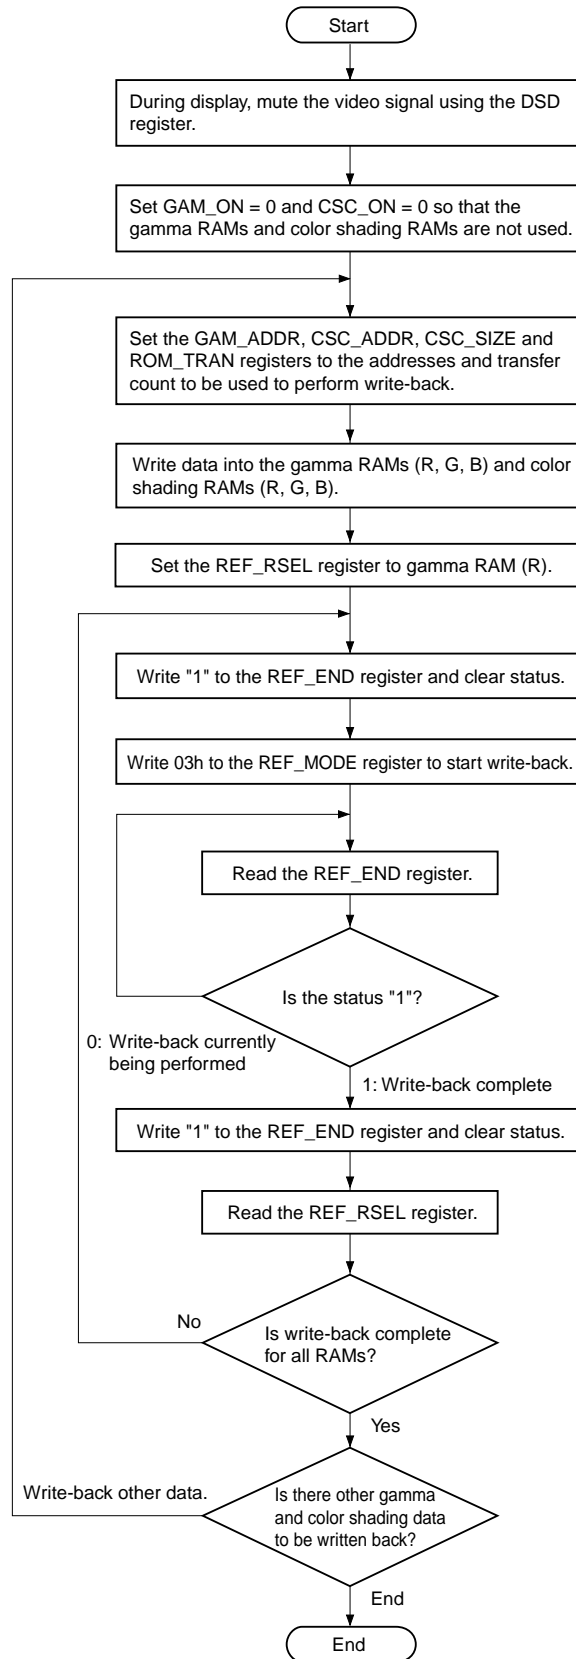 Start
During display, mute the video signal using the DSD
register.
Set GAM_ON = 0 and CSC_ON = 0 so that the
gamma RAMs and color shading RAMs are not used.
Set the GAM_ADDR, CSC_ADDR, CSC_SIZE and
ROM_TRAN registers to the addresses and transfer
count to be used to perform write-back.
Write data into the gamma RAMs (R, G, B) and color
shading RAMs (R, G, B).
Set the REF_RSEL register to gamma RAM (R).
Write "1" to the REF_END register and clear status.
Write 03h to the REF_MODE register to start write-back.
Read the REF_END register.
Is the status "1"?
0: Write-back currently
being performed
1: Write-back complete
Write "1" to the REF_END register and clear status.
Read the REF_RSEL register.
No
Is write-back complete
for all RAMs?
Yes
Write-back other data.
Is there other gamma
and color shading data
to be written back?
End
End